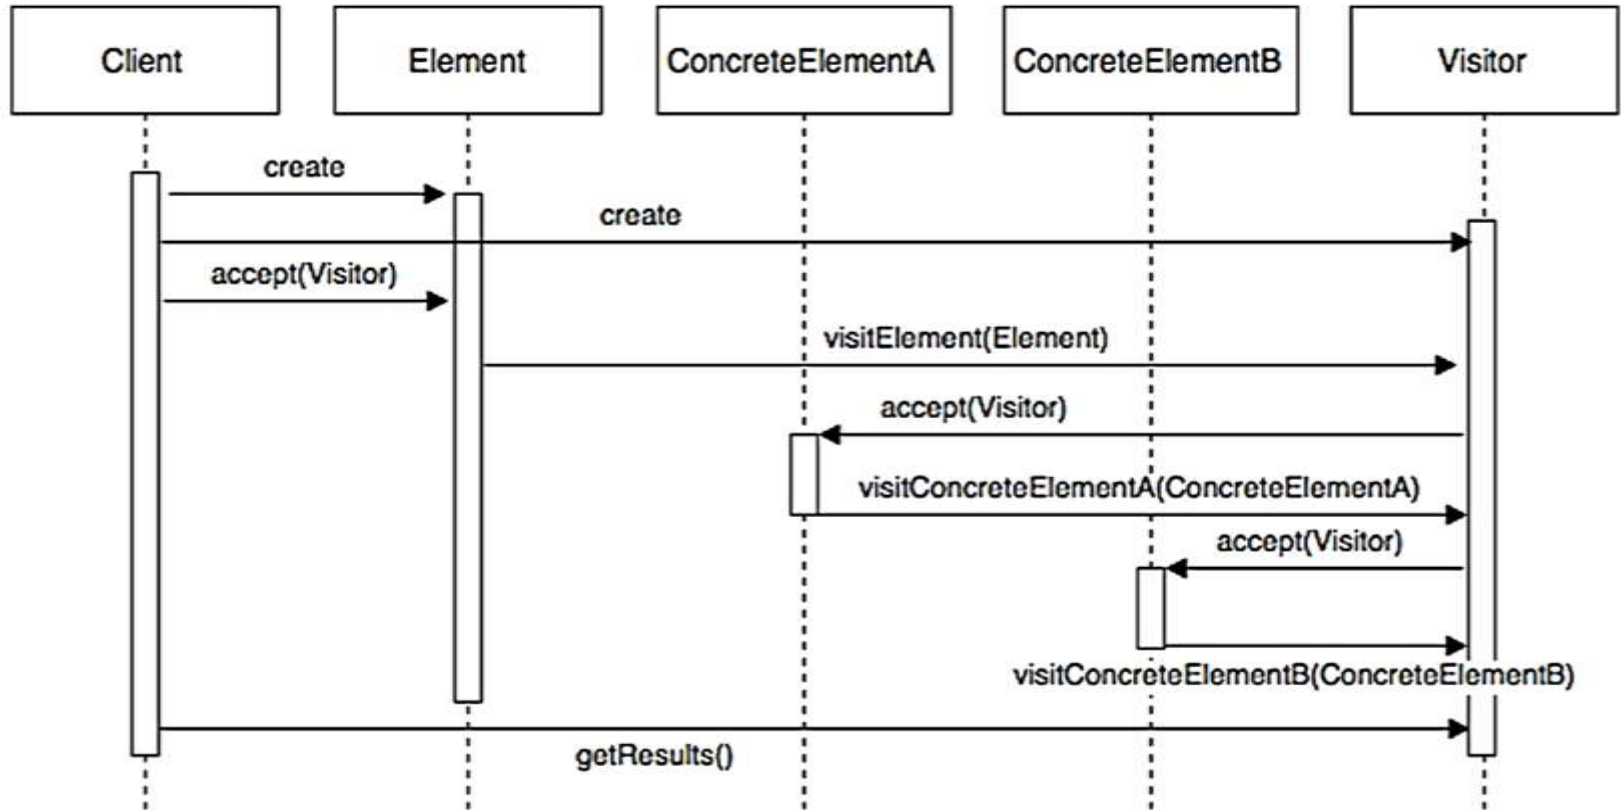 Client
Element
ConcreteElementA
ConcreteElementB
Visitor
create
create
accept(Visitor)
visitElement(Element)
accept(Visitor)
visitConcreteElementA(ConcreteElementA)
accept(Visitor)
visitConcreteElementB(ConcreteElementB)
getResults()